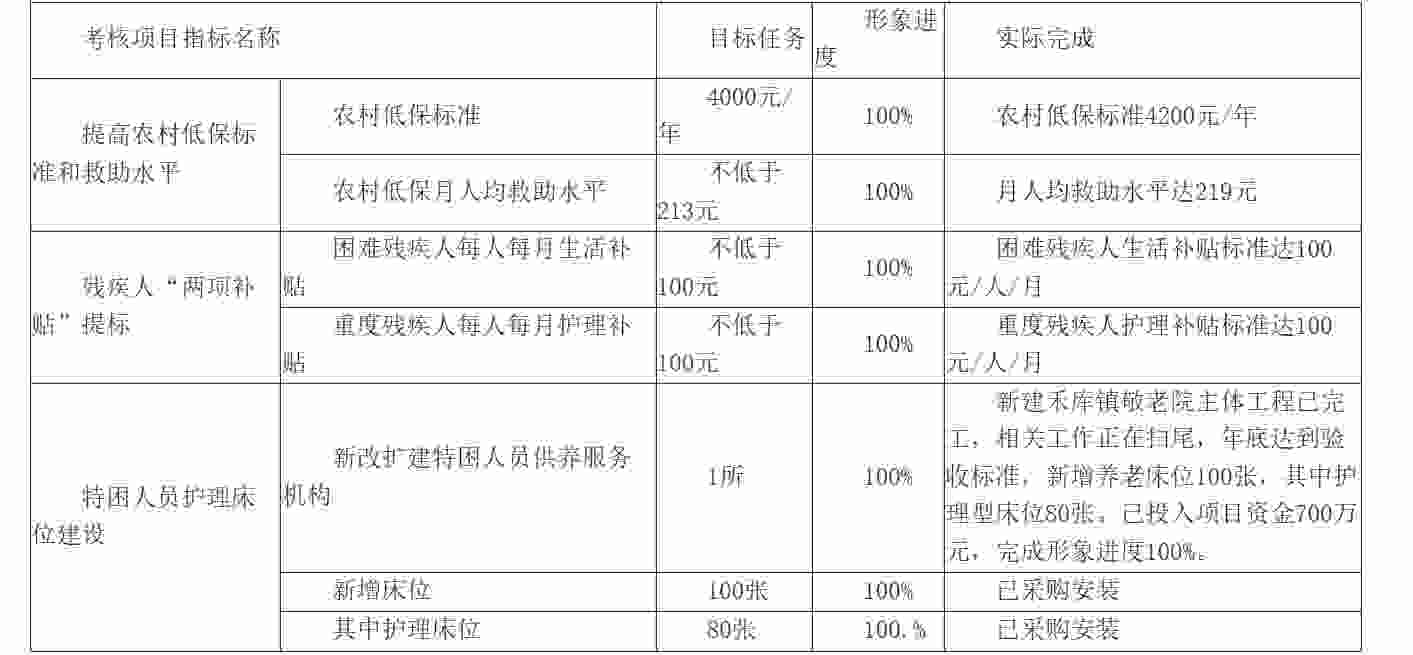 考核项目指标名称
目标任务
形象进
度
实际完成
提高农村低保标
准和救助水平
农村低保标准
4000元/
年
100%
农村低保标准4200元/年
农村低保月人均救助水平
不低于
213元
100%
月人均救助水平达219元
残疾人“两项补
贴”提标
困难残疾人每人每月生活补
贴
不低于
100元
100%
困难残疾人生活补贴标准达100
元/人/月
重度残疾人每人每月护理补
贴
不低于
100元
100%
重度残疾人护理补贴标准达100
元/人/月
特困人员护理床
位建设
新改扩建特困人员供养服务
机构
1所
100%
新建禾库镇敬老院主体工程已完
工，相关工作正在扫尾，年底达到验
收标准，新增养老床位100张，其中护
理型床位80张。已投入项目资金700万
元，完成形象进度100%。
新增床位
100张
100%
已采购安装
其中护理床位
80张
100.%
已采购安装